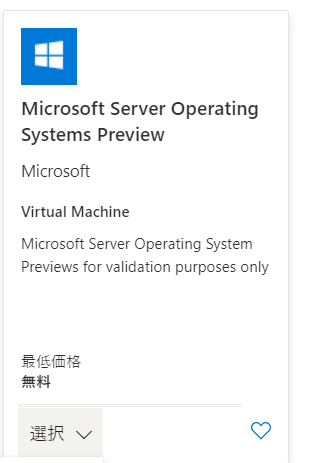 Microsoft Server Operating
Systems Preview
Microsoft
Virtual Machine
Microsoft Server Operating System
Previews for validation purposes only
最低価格
無料
選択